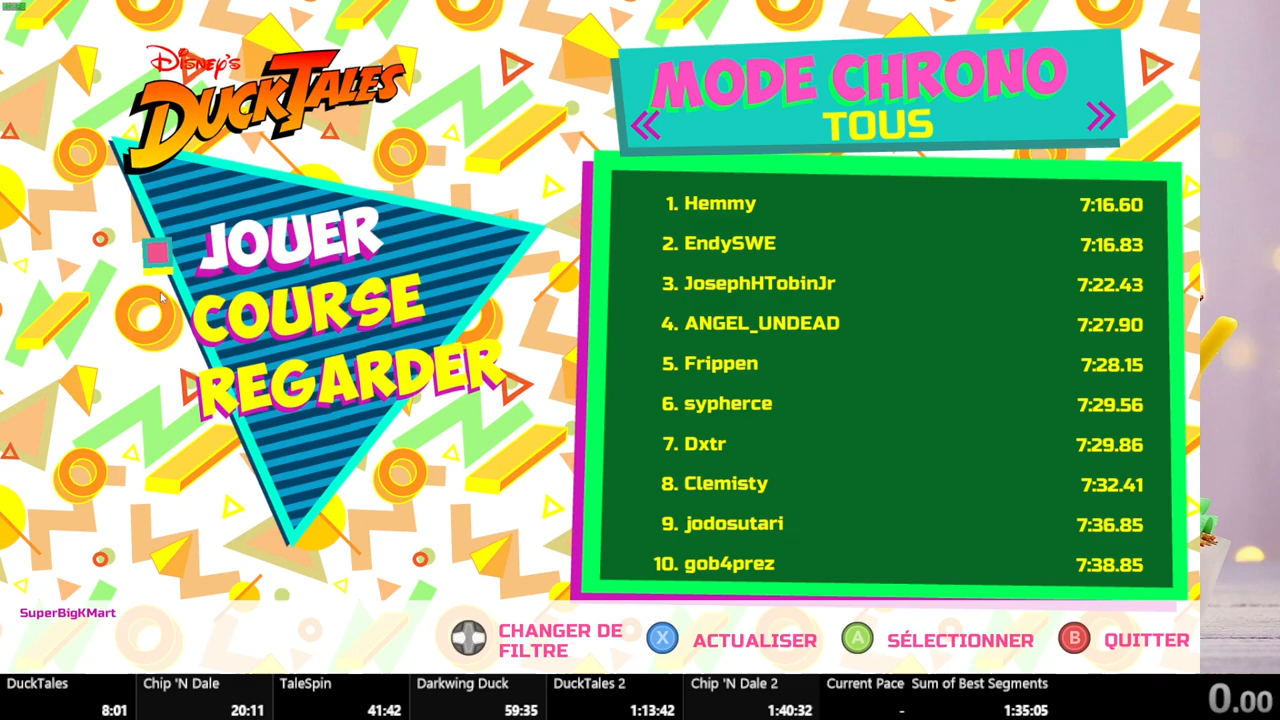 Disney's
DUCKTALES
JOUER
COURSE
REGARDER
MODE CHRONO
TOUS
1. Hemmy 7:16.60
2. EndySWE 7:16.83
3. JosephHTobinJr 7:22.43
4. ANGEL_UNDEAD 7:27.90
5. Frippen 7:28.15
6. sypherce 7:29.56
7. Dxtr 7:29.86
8. Clemisty 7:32.41
9. jodosutari 7:36.85
10. gob4prez 7:38.85
SuperBigKMart
CHANGER DE
FILTRE
X ACTUALISER
A SÉLECTIONNER
B QUITTER
DuckTales Chip 'N Dale TaleSpin Darkwing Duck DuckTales 2 Chip 'N Dale 2 Current Pace Sum of Best Segments
8:01 20:11 41:42 59:35 1:13:42 1:40:32 - 1:35:05
0.00